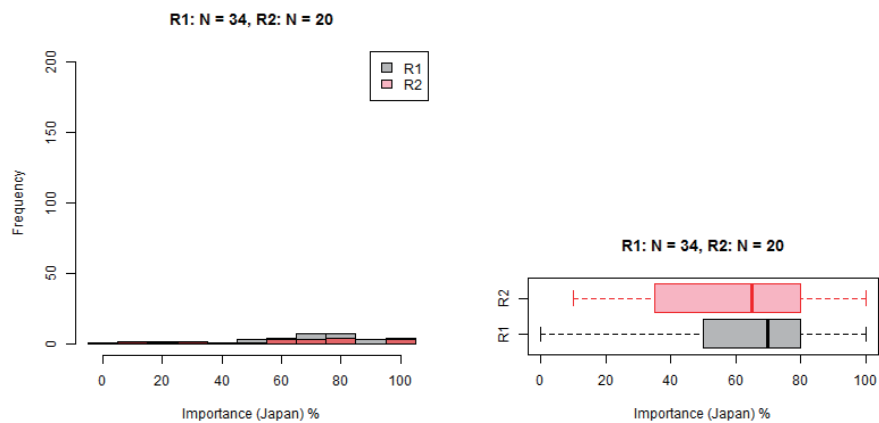 R1: N = 34, R2: N = 20
R1
R2
Frequency
200
150
100
50
0
0 20 40 60 80 100
Importance (Japan) %
R1: N = 34, R2: N = 20
R2
R1
0 20 40 60 80 100
Importance (Japan) %